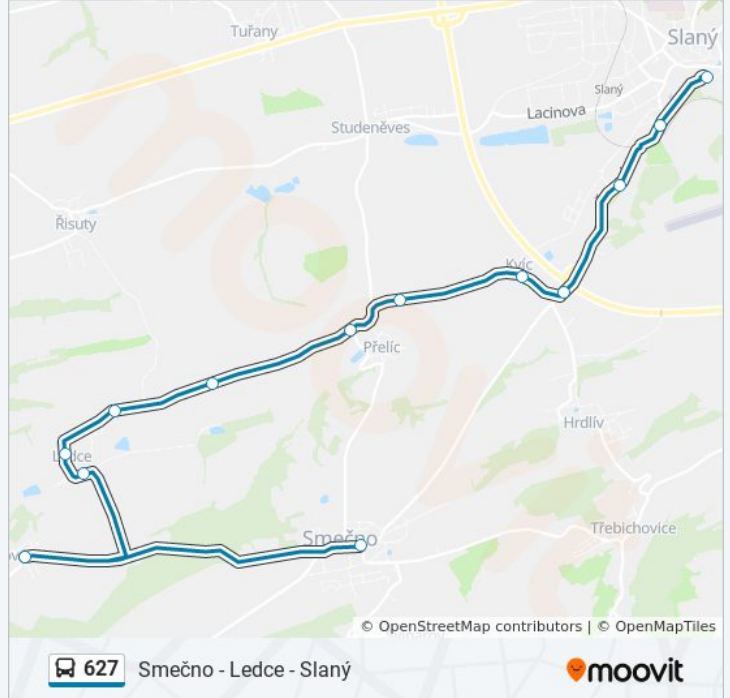 Tuřany
Slaný
Slaný
Lacinova
Studeněves
Řisuty
Kvíc
Přelíc
Ledce
Hrdlív
Třebichovice
Smečno
© OpenStreetMap contributors | © OpenMapTiles
627 Smečno - Ledce - Slaný
moovit